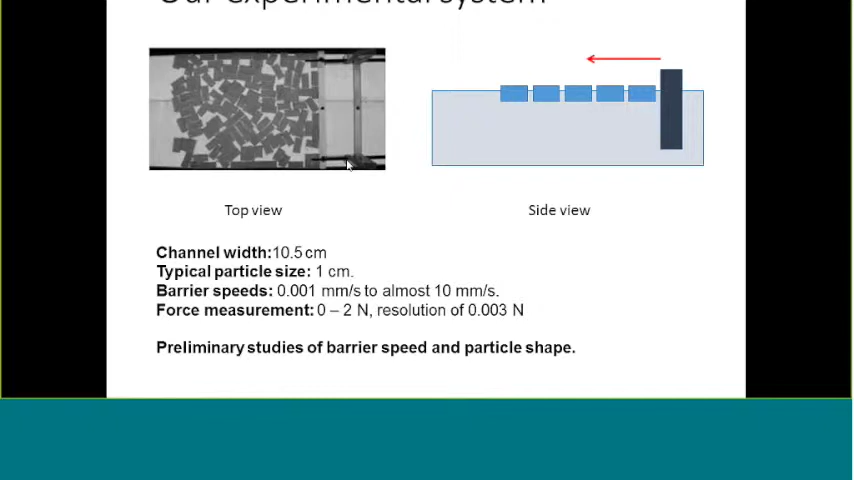 Our experimental system
Top view
Side view
Channel width:10.5 cm
Typical particle size: 1 cm.
Barrier speeds: 0.001 mm/s to almost 10 mm/s.
Force measurement: 0 – 2 N, resolution of 0.003 N
Preliminary studies of barrier speed and particle shape.